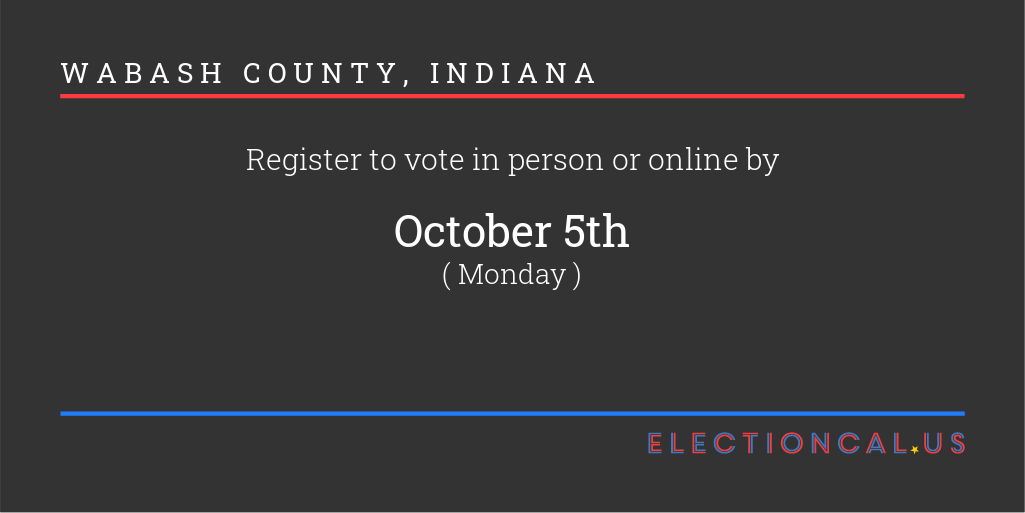 WABASH COUNTY, INDIANA
Register to vote in person or online by
October 5th
( Monday )
ELECTIONCAL.US